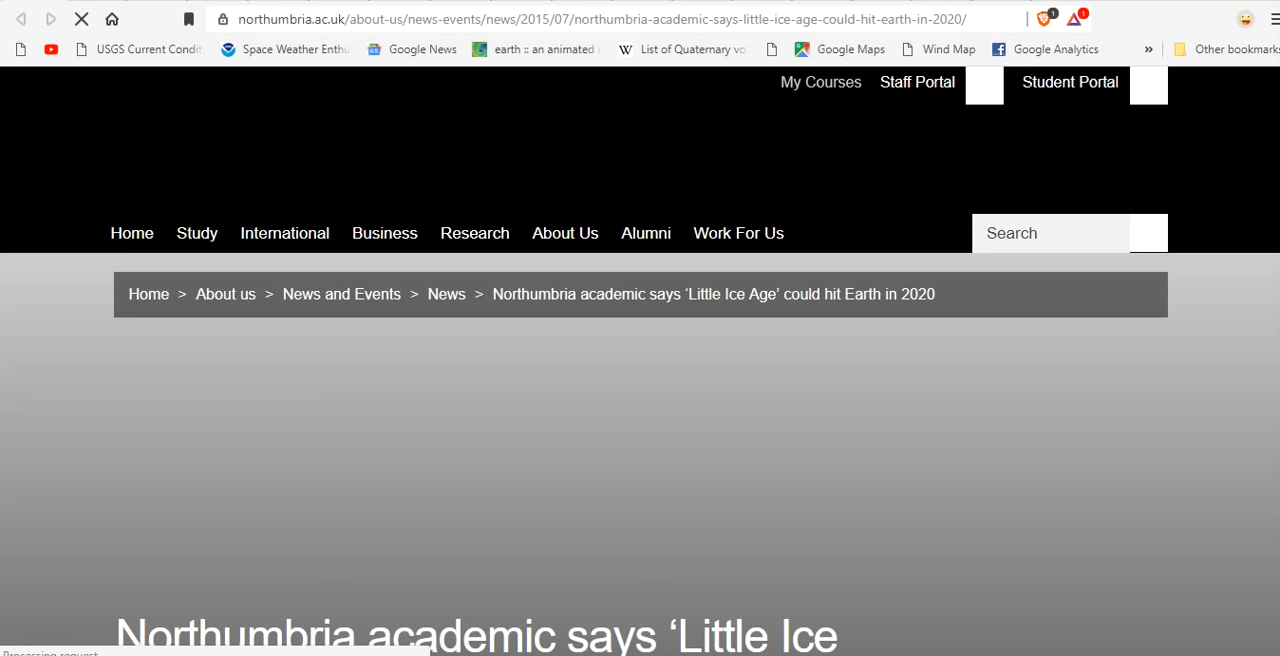 northumbria.ac.uk/about-us/news-events/news/2015/07/northumbria-academic-says-little-ice-age-could-hit-earth-in-2020/
1
1
USGS Current Condit
Space Weather Enthu
Google News
earth :: an animated
W List of Quaternary vo
Google Maps
Wind Map
Google Analytics
»
Other bookmarks
My Courses
Staff Portal
Student Portal
Home
Study
International
Business
Research
About Us
Alumni
Work For Us
Search
Home > About us > News and Events > News > Northumbria academic says ‘Little Ice Age’ could hit Earth in 2020
Northumbria academic says ‘Little Ice
Processing request